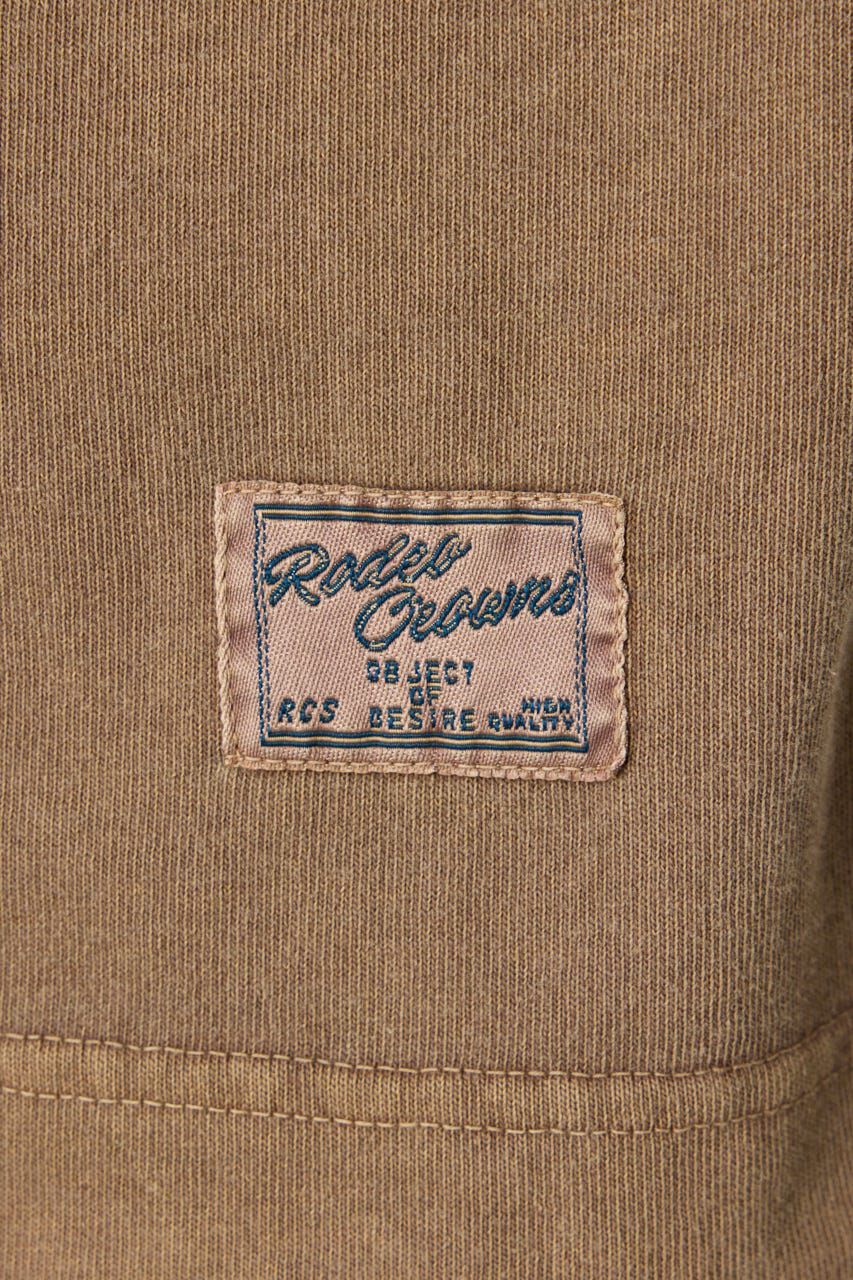 Rodeo
Crowns
OBJECT
OF
RCS DESIRE HIGH QUALITY